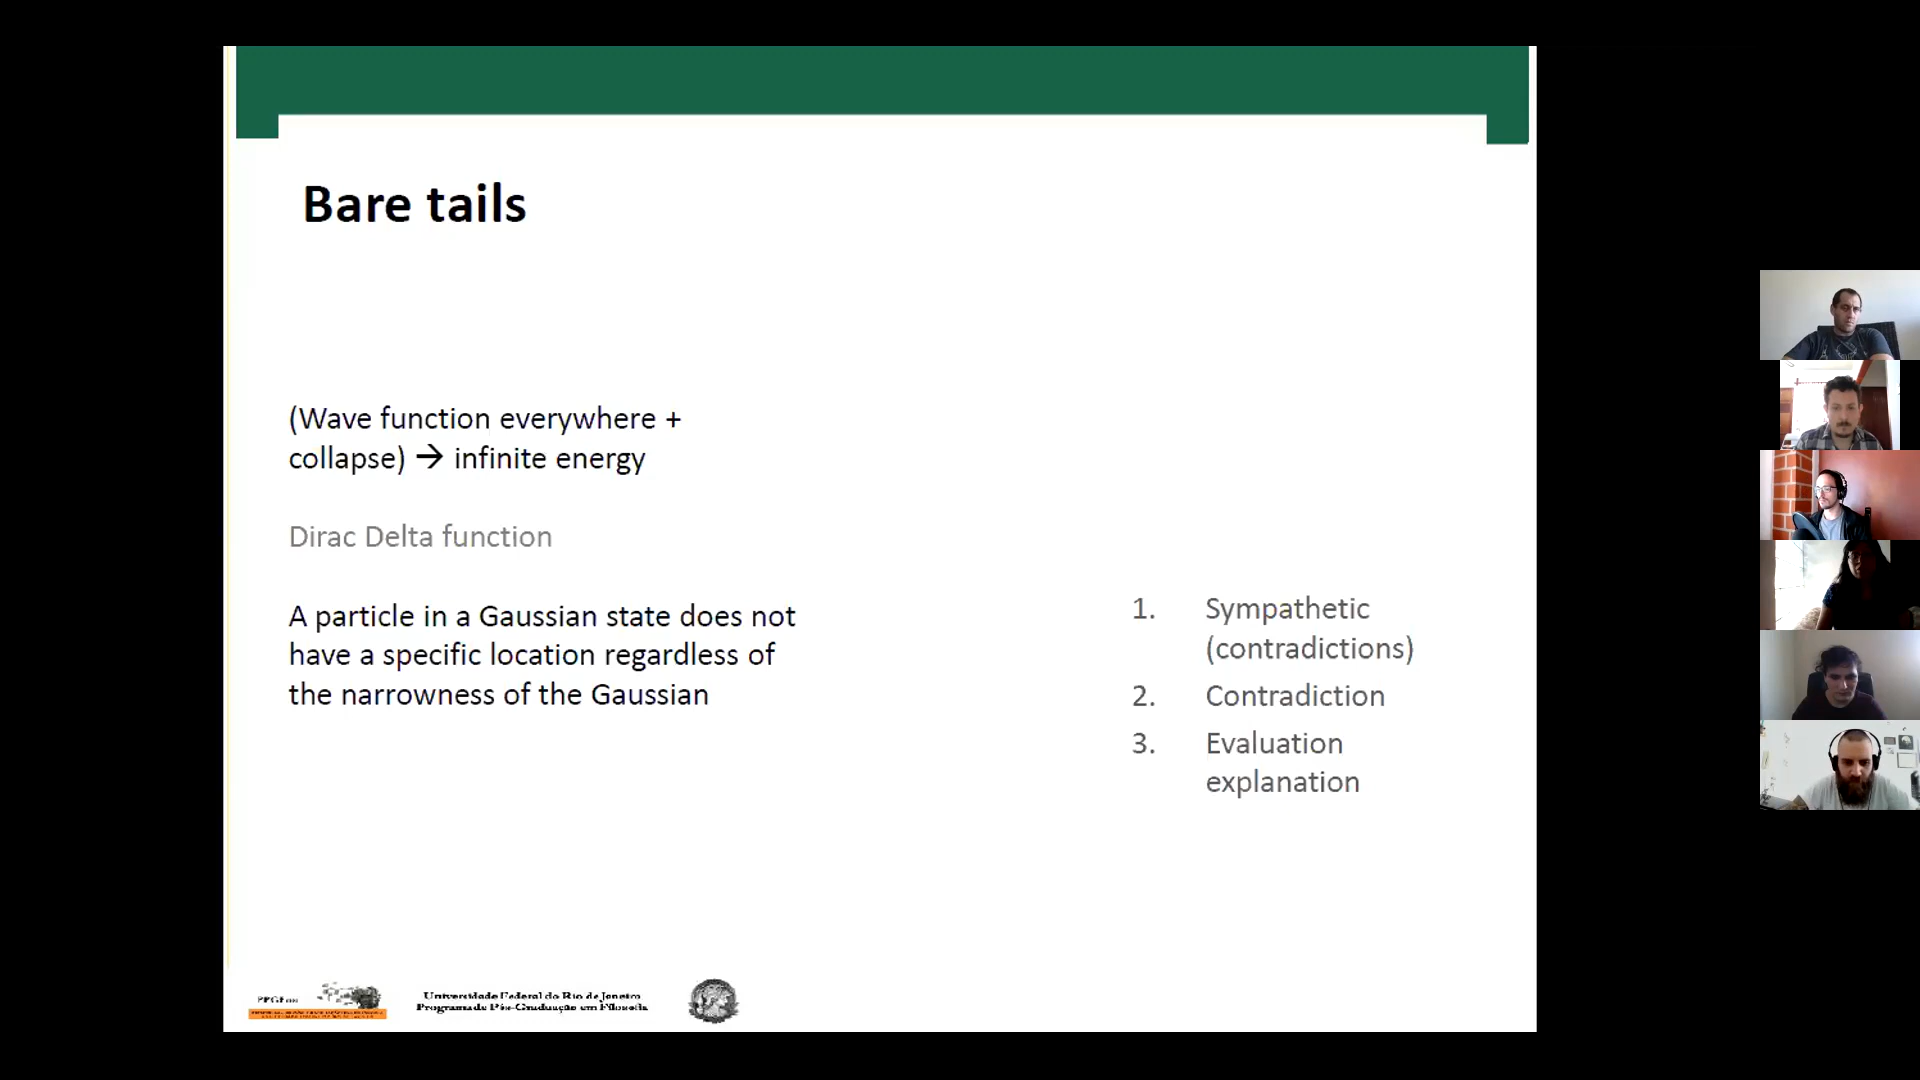 Bare tails
(Wave function everywhere +
collapse) → infinite energy
Dirac Delta function
A particle in a Gaussian state does not
have a specific location regardless of
the narrowness of the Gaussian
1. Sympathetic
(contradictions)
2. Contradiction
3. Evaluation
explanation
Universidade Federal do Rio de Janeiro
Programa de Pós-Graduação em Filosofia